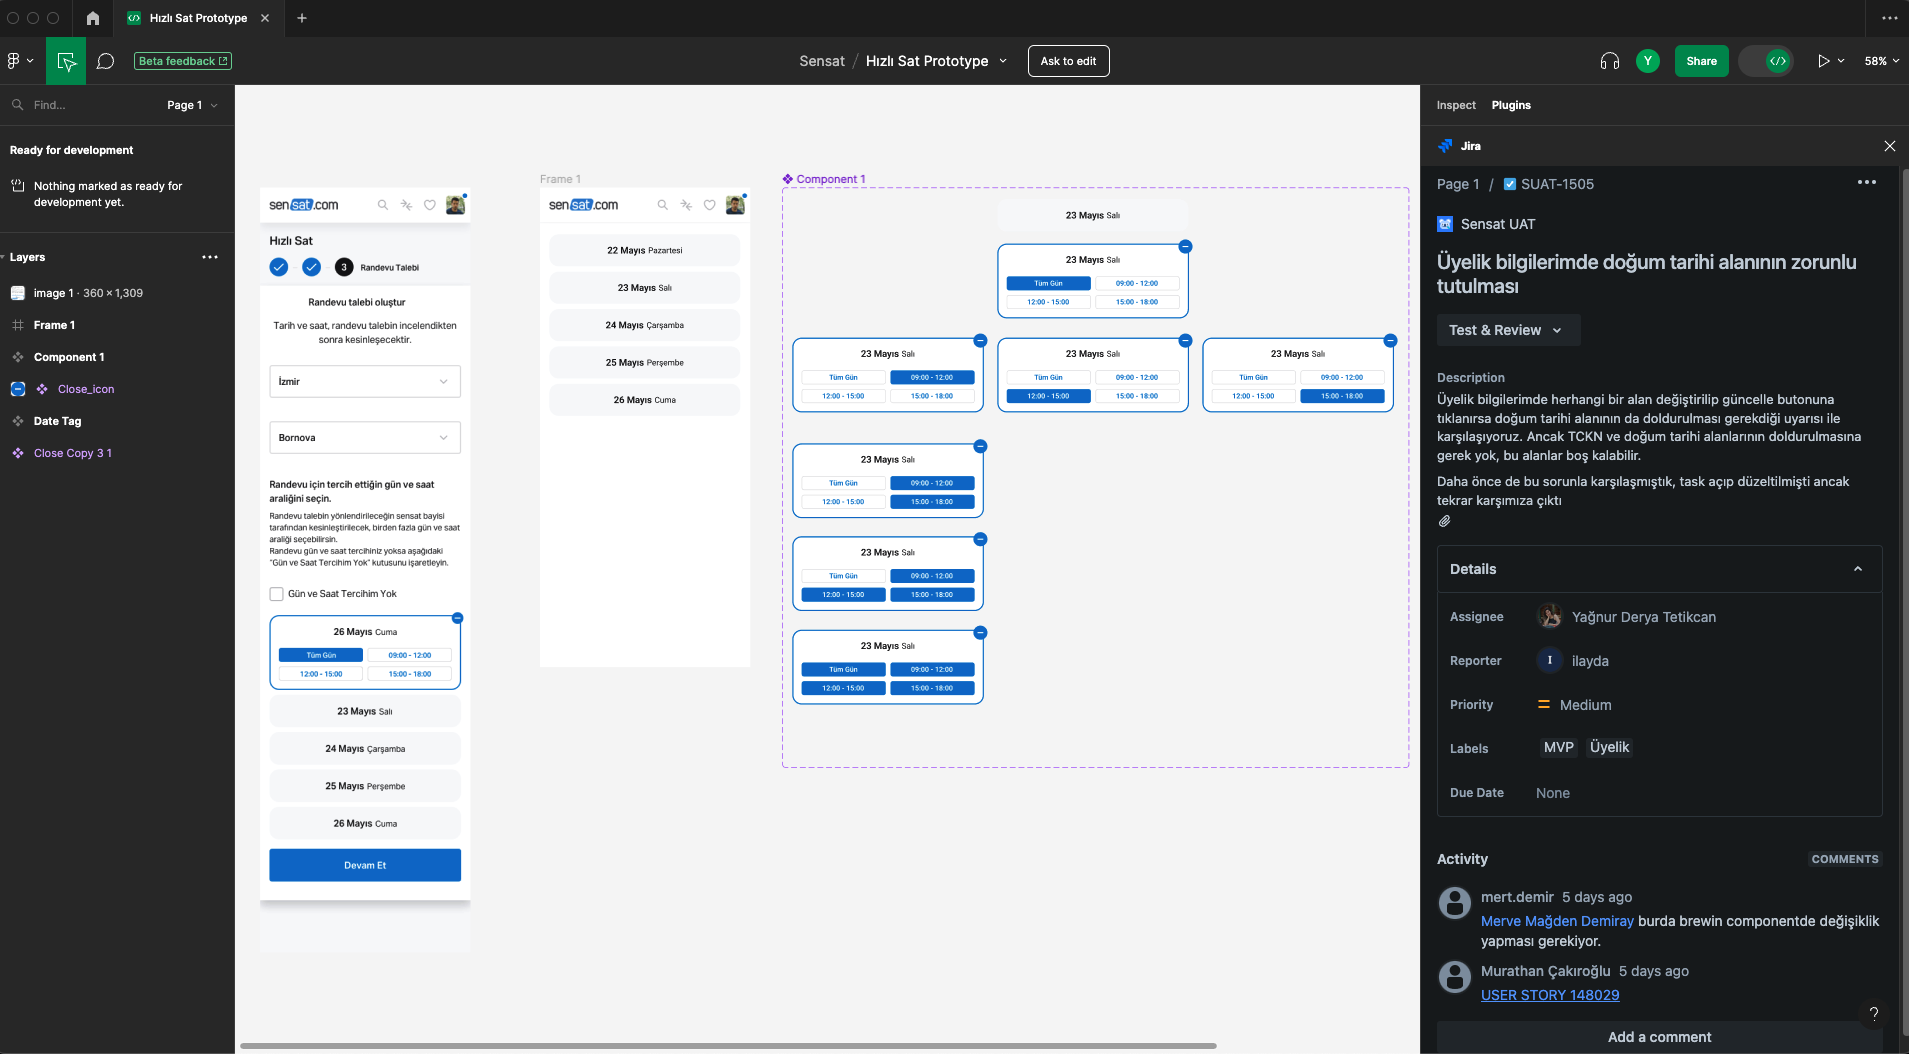 Hızlı Sat Prototype
Beta feedback
Sensat / Hızlı Sat Prototype
Ask to edit
Y
Share
58%
Find...
Page 1
Ready for development
Nothing marked as ready for
development yet.
Layers
image 1 · 360 × 1,309
Frame 1
Component 1
Close_icon
Date Tag
Close Copy 3 1
sensat.com
Hızlı Sat
3
Randevu Talebi
Randevu talebi oluştur
Tarih ve saat, randevu talebin incelendikten
sonra kesinleşecektir.
İzmir
Bornova
Randevu için tercih ettiğin gün ve saat
araliğini seçin.
Randevu talebin yönlendirileceğin sensat bayisi
tarafından kesinleştirilecek, birden fazla gün ve saat
araliği seçebilirsin.
Randevu gün ve saat tercihiniz yoksa aşağıdaki
"Gün ve Saat Tercihim Yok" kutusunu işaretleyin.
Gün ve Saat Tercihim Yok
26 Mayıs Cuma
Tüm Gün
09:00 - 12:00
12:00 - 15:00
15:00 - 18:00
23 Mayıs Salı
24 Mayıs Çarşamba
25 Mayıs Perşembe
26 Mayıs Cuma
Devam Et
Frame 1
sensat.com
22 Mayıs Pazartesi
23 Mayıs Salı
24 Mayıs Çarşamba
25 Mayıs Perşembe
26 Mayıs Cuma
Component 1
23 Mayıs Salı
23 Mayıs Salı
Tüm Gün
09:00 - 12:00
12:00 - 15:00
15:00 - 18:00
23 Mayıs Salı
Tüm Gün
09:00 - 12:00
12:00 - 15:00
15:00 - 18:00
23 Mayıs Salı
Tüm Gün
09:00 - 12:00
12:00 - 15:00
15:00 - 18:00
23 Mayıs Salı
Tüm Gün
09:00 - 12:00
12:00 - 15:00
15:00 - 18:00
23 Mayıs Salı
Tüm Gün
09:00 - 12:00
12:00 - 15:00
15:00 - 18:00
23 Mayıs Salı
Tüm Gün
09:00 - 12:00
12:00 - 15:00
15:00 - 18:00
23 Mayıs Salı
Tüm Gün
09:00 - 12:00
12:00 - 15:00
15:00 - 18:00
Inspect
Plugins
Jira
Page 1 / SUAT-1505
Sensat UAT
Üyelik bilgilerimde doğum tarihi alanının zorunlu
tutulması
Test & Review
Description
Üyelik bilgilerimde herhangi bir alan değiştirilip güncelle butonuna
tıklanırsa doğum tarihi alanının da doldurulması gerekdiği uyarısı ile
karşılaşıyoruz. Ancak TCKN ve doğum tarihi alanlarının doldurulmasına
gerek yok, bu alanlar boş kalabilir.
Daha önce de bu sorunla karşılaşmıştık, task açıp düzeltilmişti ancak
tekrar karşımıza çıktı
Details
Assignee
Yağnur Derya Tetikcan
Reporter
I
ilayda
Priority
Medium
Labels
MVP
Üyelik
Due Date
None
Activity
COMMENTS
mert.demir 5 days ago
Merve Mağden Demiray burda brewin componentde değişiklik
yapması gerekiyor.
Murathan Çakıroğlu 5 days ago
USER STORY 148029
Add a comment
?